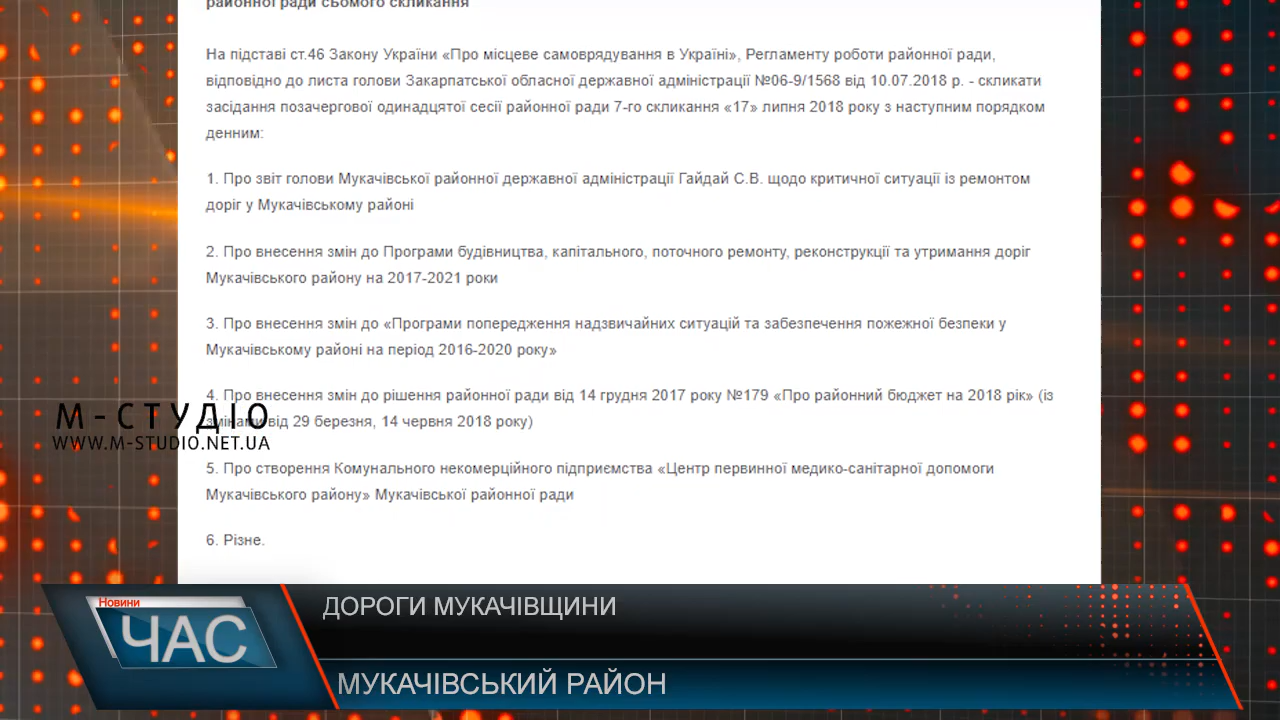 районної ради сьомого скликання
На підставі ст.46 Закону України «Про місцеве самоврядування в Україні», Регламенту роботи районної ради,
відповідно до листа голови Закарпатської обласної державної адміністрації №06-9/1568 від 10.07.2018 р. - скликати
засідання позачергової одинадцятої сесії районної ради 7-го скликання «17» липня 2018 року з наступним порядком
денним:
1. Про звіт голови Мукачівської районної державної адміністрації Гайдай С.В. щодо критичної ситуації із ремонтом
доріг у Мукачівському районі
2. Про внесення змін до Програми будівництва, капітального, поточного ремонту, реконструкції та утримання доріг
Мукачівського району на 2017-2021 роки
3. Про внесення змін до «Програми попередження надзвичайних ситуацій та забезпечення пожежної безпеки у
Мукачівському районі на період 2016-2020 року»
4. Про внесення змін до рішення районної ради від 14 грудня 2017 року №179 «Про районний бюджет на 2018 рік» (із
змінами від 29 березня, 14 червня 2018 року)
М-СТУДІО
WWW.M-STUDIO.NET.UA
5. Про створення Комунального некомерційного підприємства «Центр первинної медико-санітарної допомоги
Мукачівського району» Мукачівської районної ради
6. Різне.
Новини
ЧАС
ДОРОГИ МУКАЧІВЩИНИ
МУКАЧІВСЬКИЙ РАЙОН